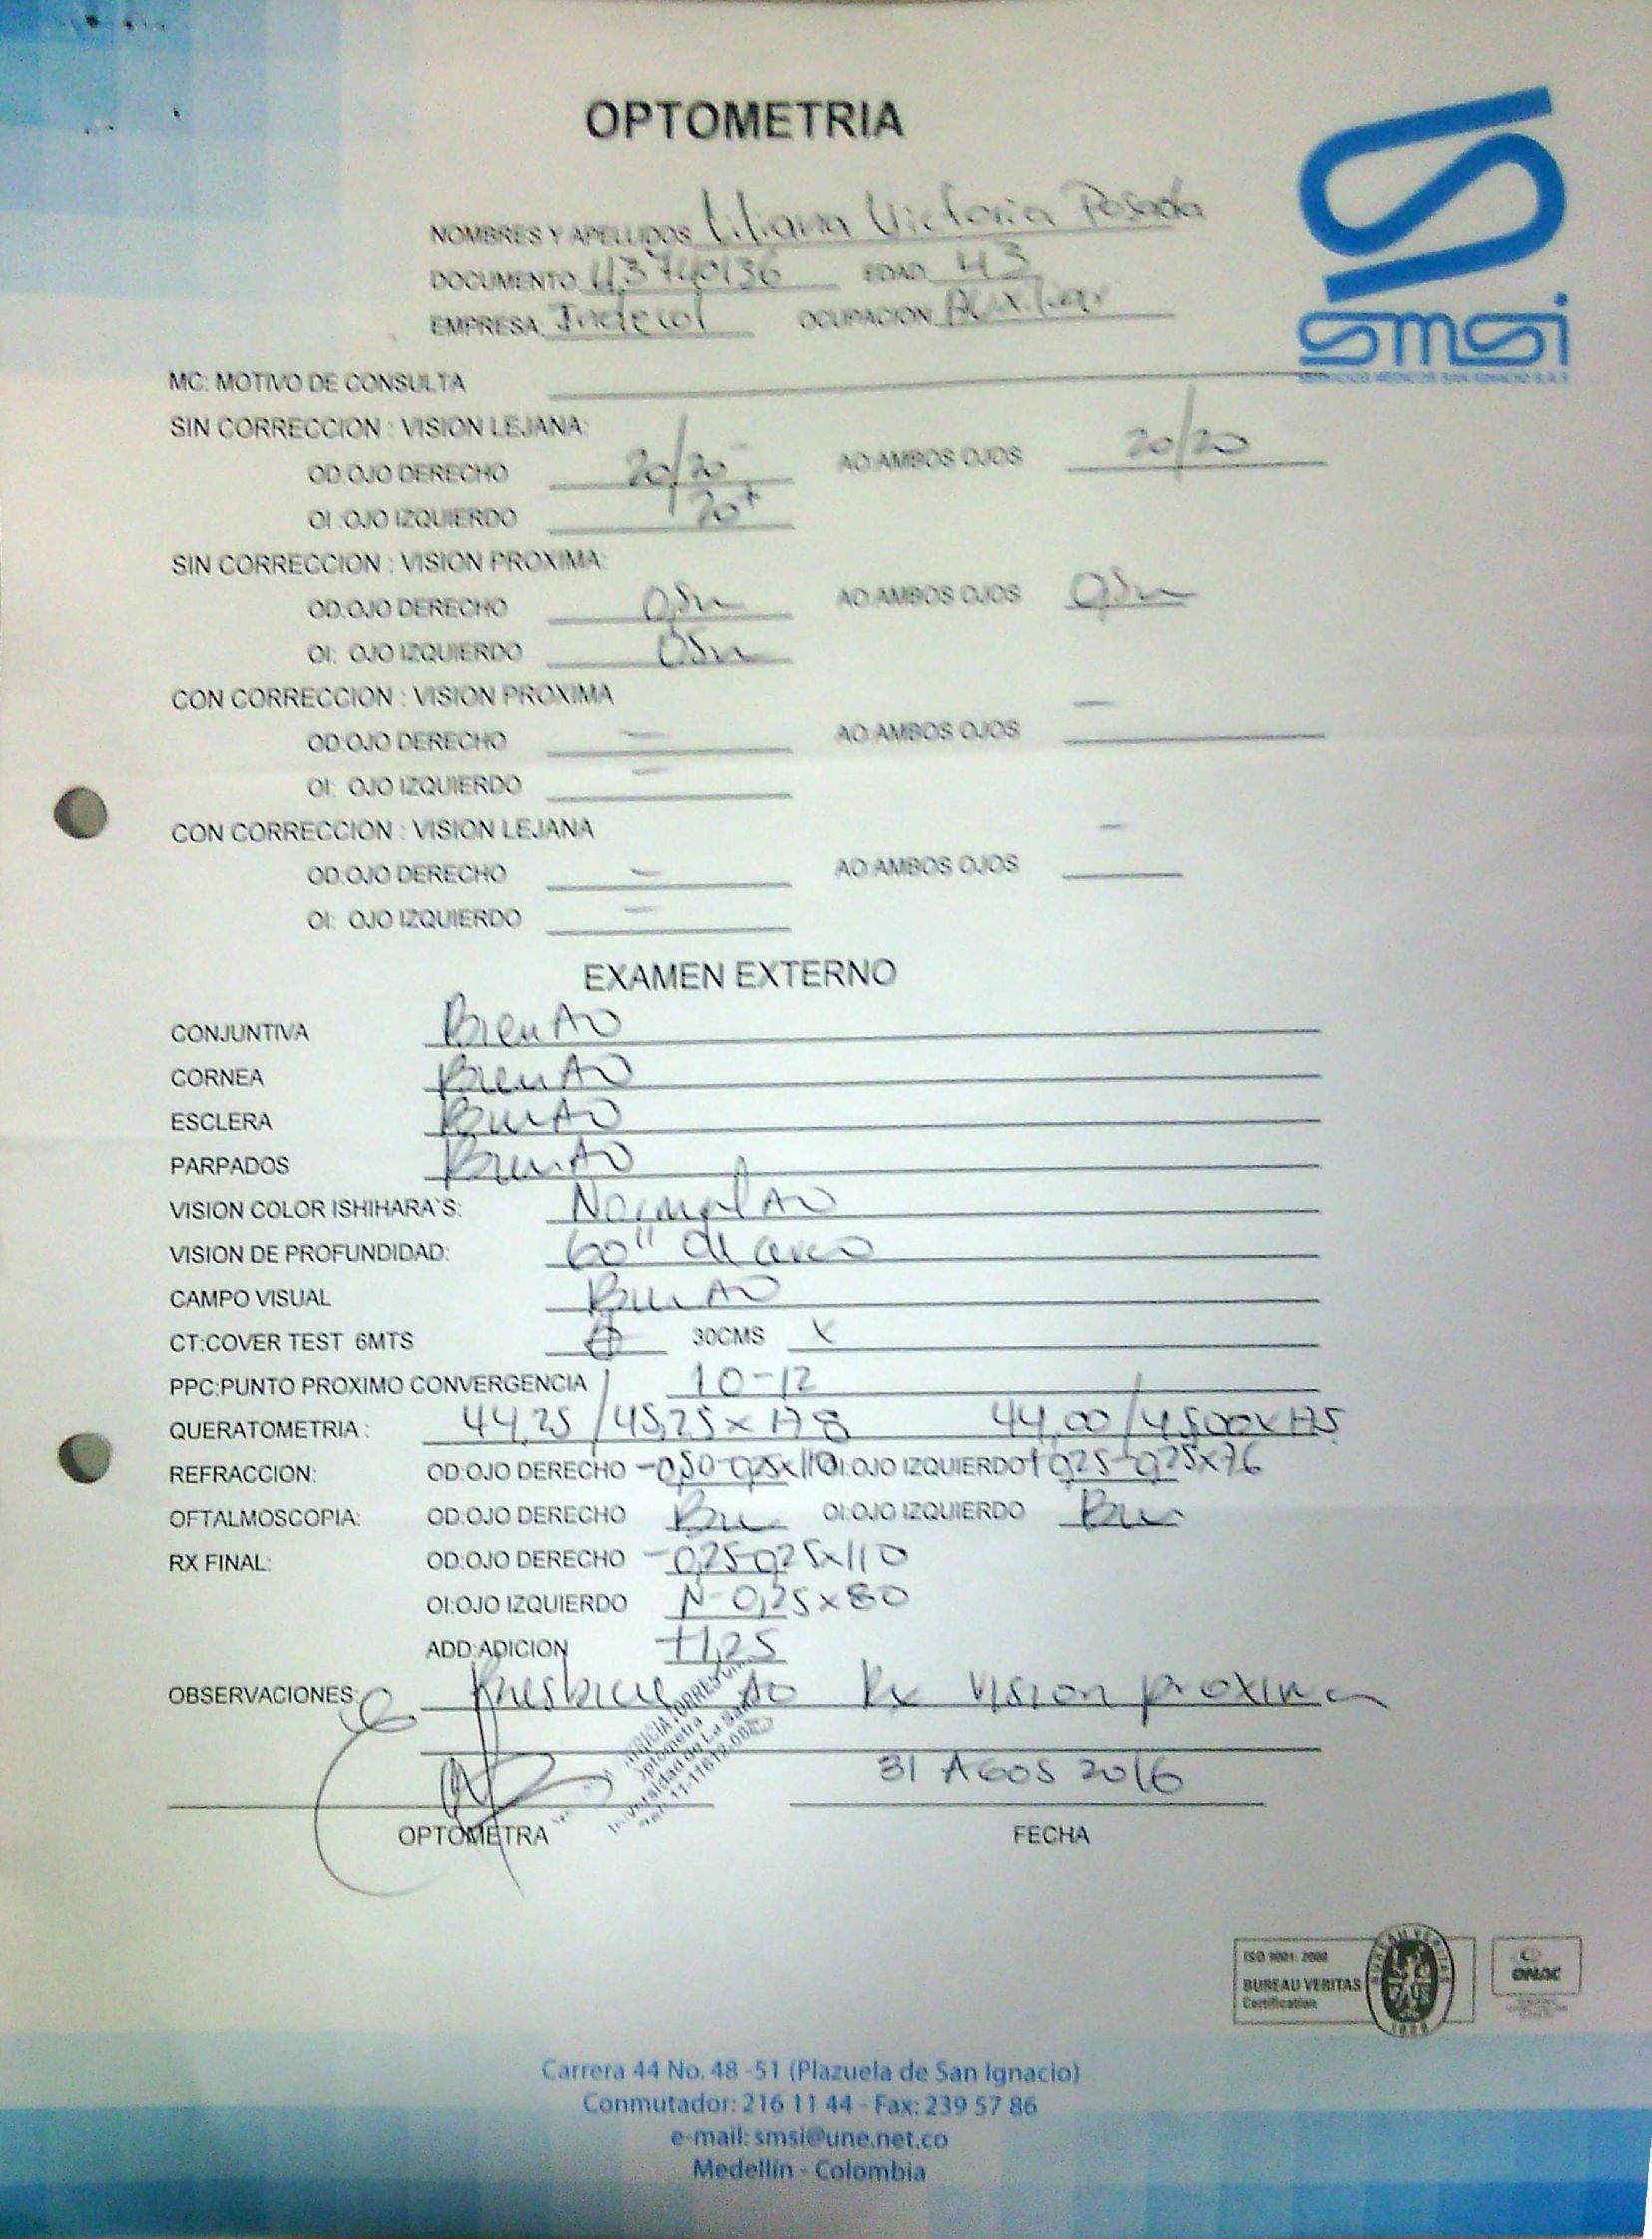 OPTOMETRIA
NOMBRES Y APELLIDOS Liliana Victoria Posada
DOCUMENTO: 43740136 EDAD 43
EMPRESA: Indecol OCUPACION: Auxiliar
smsi
SERVICIOS MEDICOS SAN IGNACIO S.A.S
MC: MOTIVO DE CONSULTA
SIN CORRECCION : VISION LEJANA:
OD:OJO DERECHO 20/20- AO:AMBOS OJOS 20/20
OI :OJO IZQUIERDO 20+
SIN CORRECCION : VISION PROXIMA:
OD:OJO DERECHO 0,5m AO:AMBOS OJOS 0,5m
OI: OJO IZQUIERDO 0,5m
CON CORRECCION : VISION PROXIMA
OD:OJO DERECHO — AO:AMBOS OJOS —
OI: OJO IZQUIERDO —
CON CORRECCION : VISION LEJANA
OD:OJO DERECHO — AO:AMBOS OJOS —
OI: OJO IZQUIERDO —
EXAMEN EXTERNO
CONJUNTIVA Bien AO
CORNEA Bien AO
ESCLERA Bien AO
PARPADOS Bien AO
VISION COLOR ISHIHARA`S: Normal AO
VISION DE PROFUNDIDAD: 60" de arco
CAMPO VISUAL Bien AO
CT:COVER TEST 6MTS 30CMS X
PPC:PUNTO PROXIMO CONVERGENCIA 10-12
QUERATOMETRIA : 44,25/45,25x178 44,00/45,00x175
REFRACCION: OD:OJO DERECHO -0,50-0,25x110 OI:OJO IZQUIERDO +0,25-0,25x76
OFTALMOSCOPIA: OD:OJO DERECHO Bien OI:OJO IZQUIERDO Bien
RX FINAL: OD:OJO DERECHO -0,25-0,25x110
OI:OJO IZQUIERDO N-0,25x80
ADD:ADICION +1,25
OBSERVACIONES: Presbicie AO Rx Vision proxima
TORRES
Optometra
Universidad de La Salle
31 AGOS 2016
OPTOMETRA FECHA
ISO 9001: 2008
BUREAU VERITAS
Certification
BUREAU VERITAS
1828
ONAC
Carrera 44 No. 48 -51 (Plazuela de San Ignacio)
Conmutador: 216 11 44 - Fax: 239 57 86
e-mail: smsi@une.net.co
Medellín - Colombia